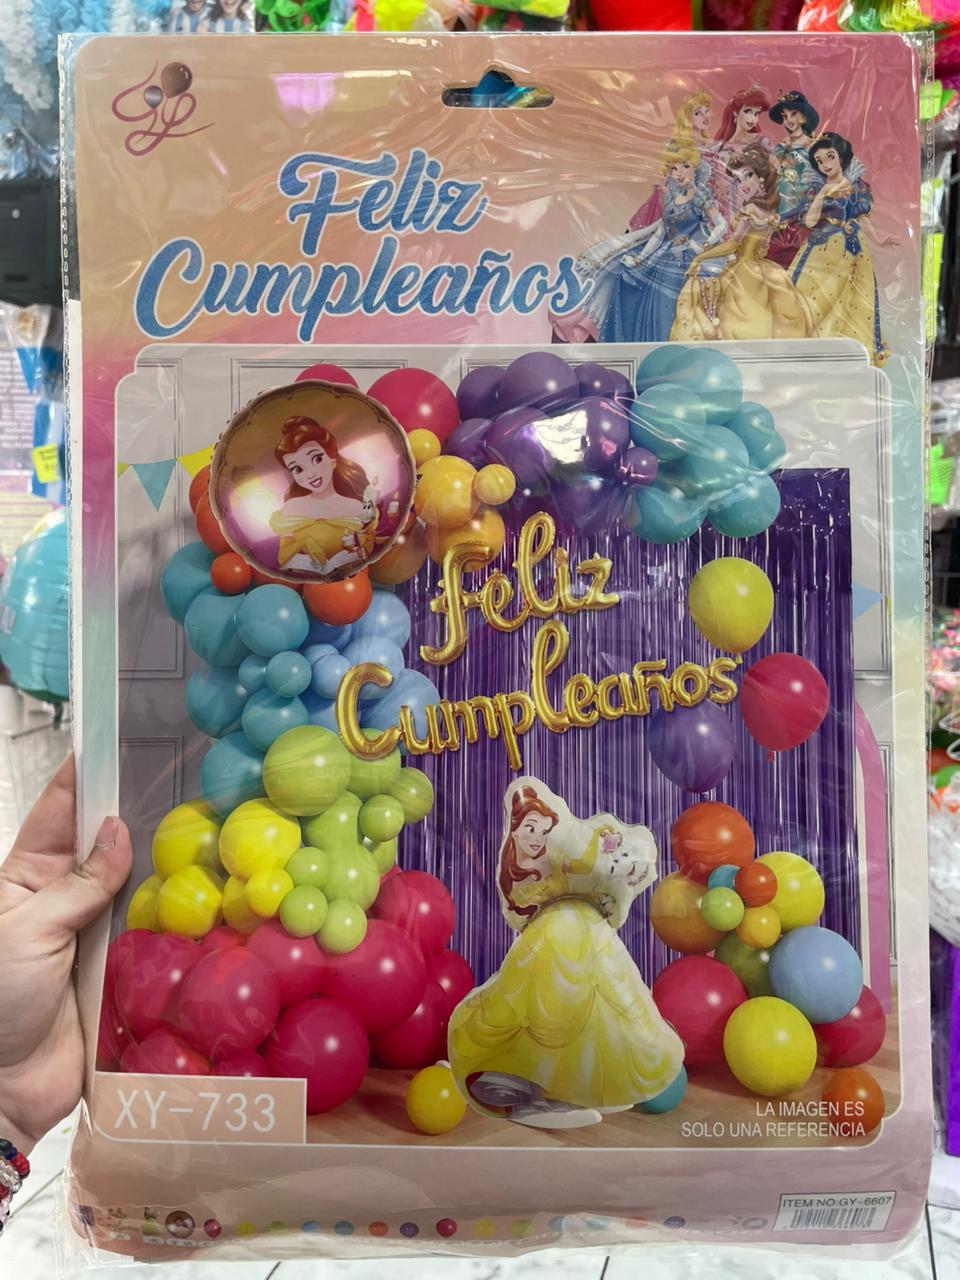 Feliz
Cumpleaños
Feliz
Cumpleaños
XY-733
LA IMAGEN ES
SOLO UNA REFERENCIA
ITEM NO:GY-6607